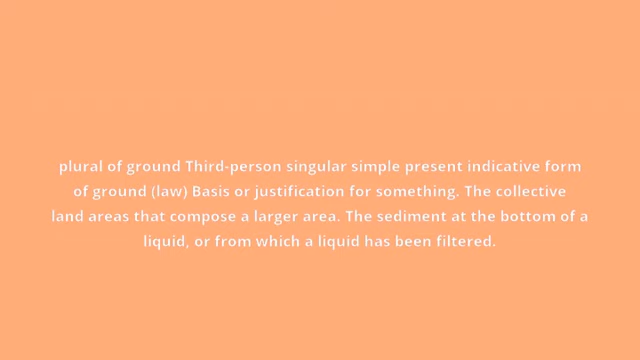 plural of ground Third-person singular simple present indicative form
of ground (law) Basis or justification for something. The collective
land areas that compose a larger area. The sediment at the bottom of a
liquid, or from which a liquid has been filtered.